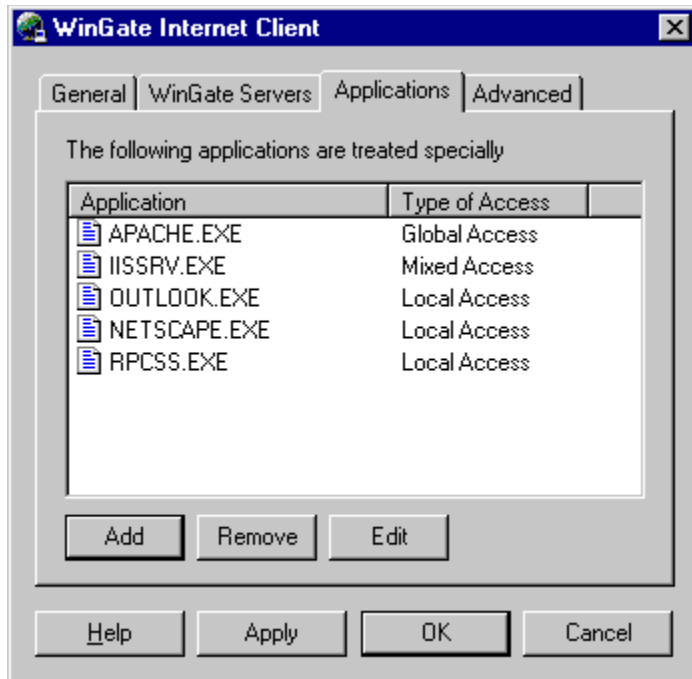 WinGate Internet Client
General WinGate Servers Applications Advanced
The following applications are treated specially
Application Type of Access
APACHE.EXE Global Access
IISSRV.EXE Mixed Access
OUTLOOK.EXE Local Access
NETSCAPE.EXE Local Access
RPCSS.EXE Local Access
Add Remove Edit
Help Apply OK Cancel